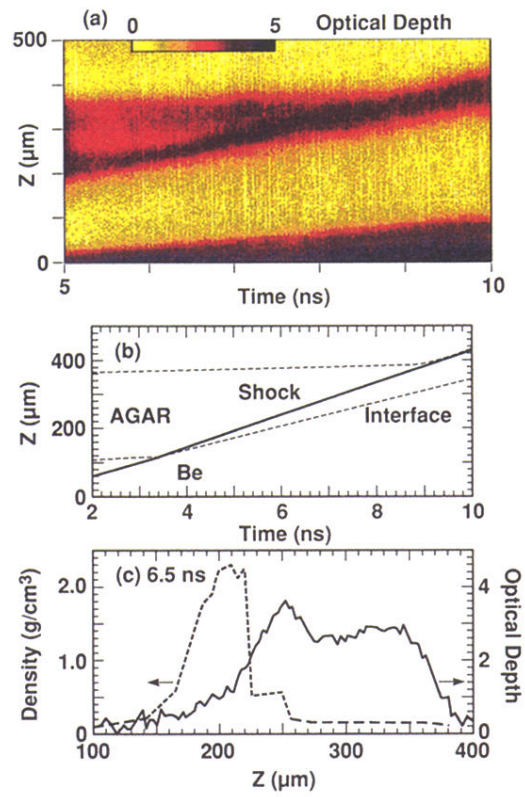 (a) 0 5 Optical Depth
500
Z (µm)
0
5 10
Time (ns)
(b)
400
Z (µm)
Shock
AGAR
Interface
200
Be
0
2 4 6 8 10
Time (ns)
(c) 6.5 ns
2.0 4
Density (g/cm³)
Optical Depth
1.0 2
0 0
100 200 300 400
Z (µm)